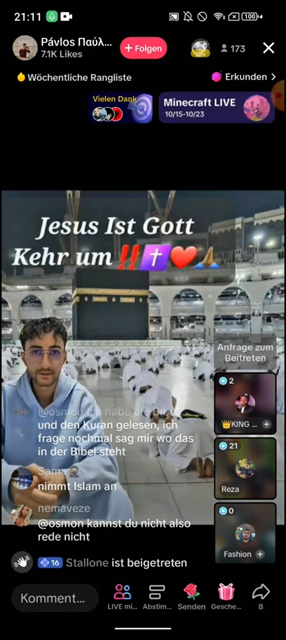 21:11
100+
Pávlos Παύλ...
7.1K Likes
+ Folgen
173
Wöchentliche Rangliste
Erkunden >
Vielen Dank
Minecraft LIVE
10/15-10/23
Jesus Ist Gott
Kehr um‼️✝️❤️🙏
Anfrage zum
Beitreten
2
👑KING ...
21
Reza
0
Fashion
und den Kuran gelesen, ich
frage nochmal sag mir wo das
in der Bibel steht
nimmt Islam an
nemaveze
@osmon kannst du nicht also
rede nicht
16 Stallone ist beigetreten
Komment...
LIVE mi...
Abstim...
Senden
Gesche...
8